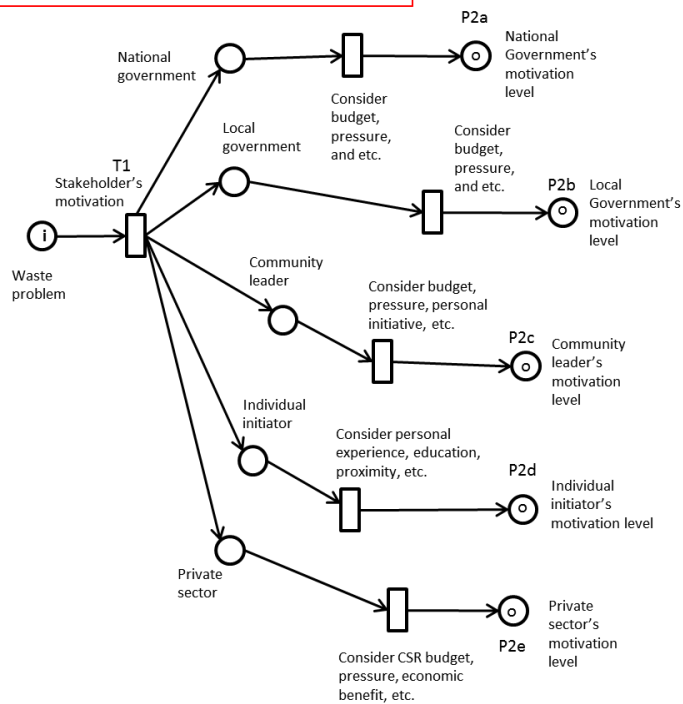 P2a
National
Government's
motivation
level
National
government
Consider
budget,
pressure,
and etc.
Local
government
Consider
budget,
pressure,
and etc.
T1
Stakeholder's
motivation
P2b
Local
Government's
motivation
level
i
Waste
problem
Community
leader
Consider budget,
pressure, personal
initiative, etc.
P2c
Community
leader's
motivation
level
Individual
initiator
Consider personal
experience, education,
proximity, etc.
P2d
Individual
initiator's
motivation level
Private
sector
Consider CSR budget,
pressure, economic
benefit, etc.
P2e
Private
sector's
motivation
level